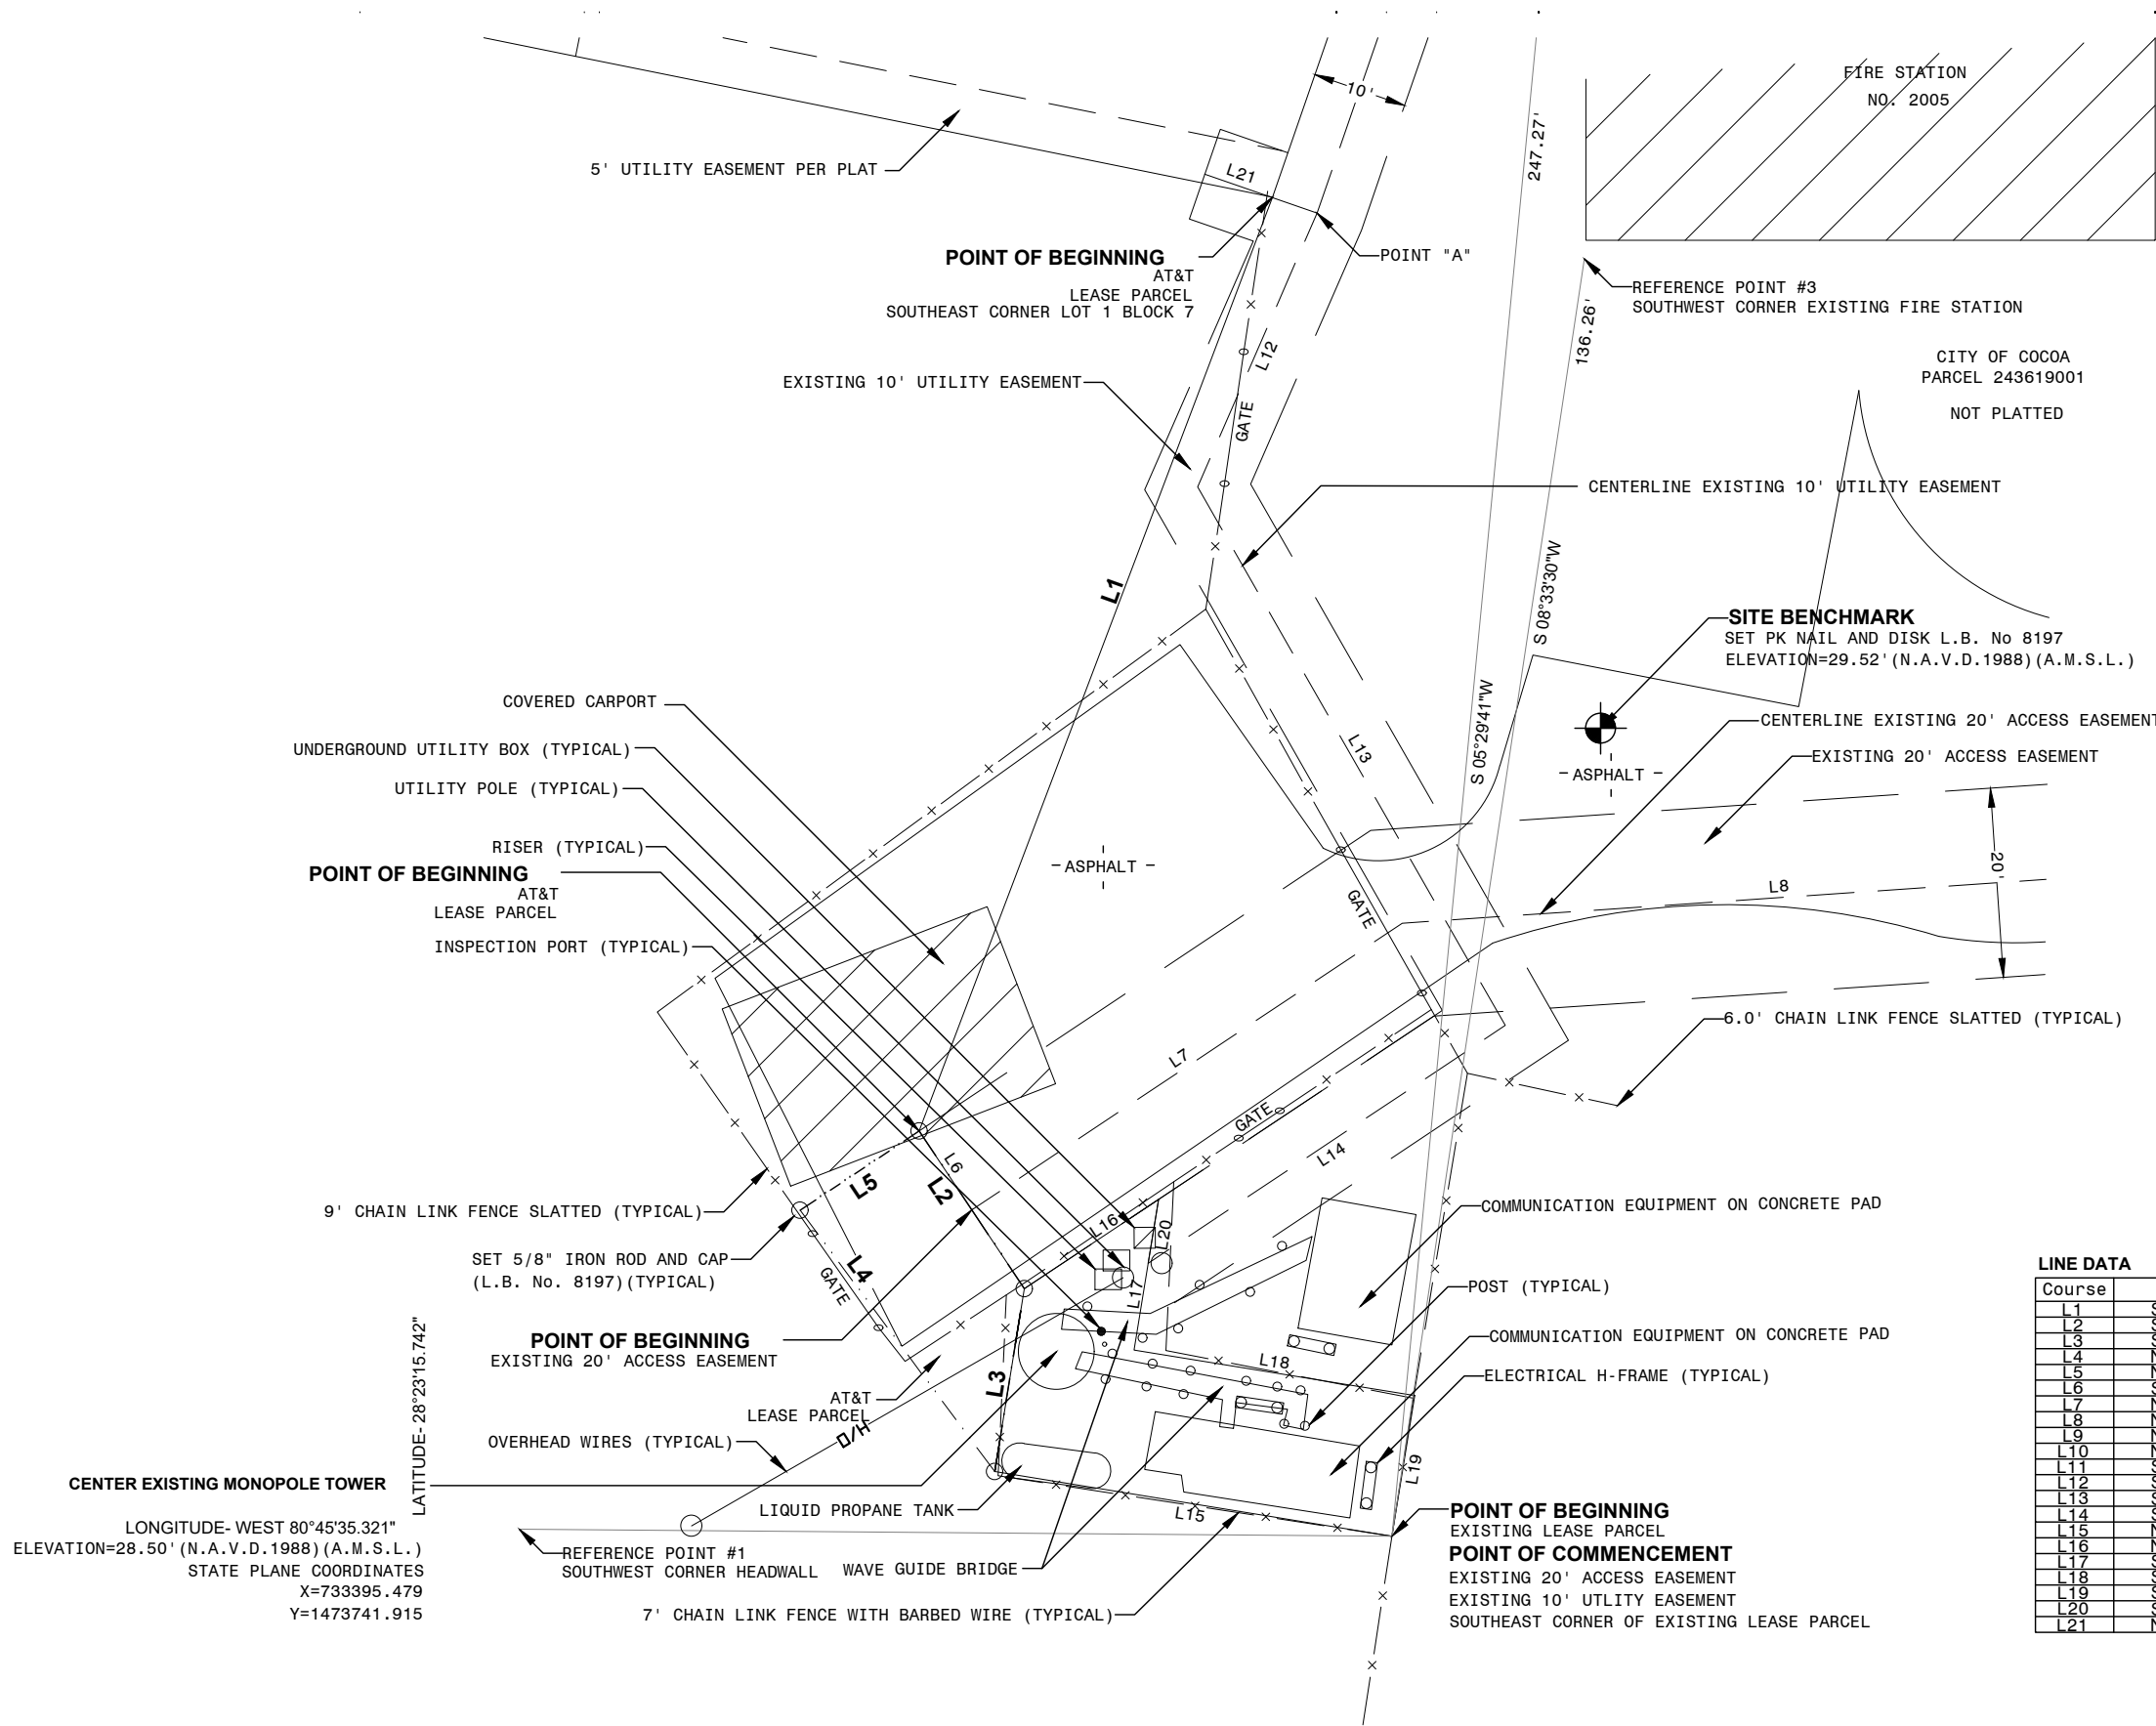 FIRE STATION
NO. 2005
10'
247.27'
5' UTILITY EASEMENT PER PLAT
L21
POINT OF BEGINNING
AT&T
LEASE PARCEL
SOUTHEAST CORNER LOT 1 BLOCK 7
POINT "A"
REFERENCE POINT #3
SOUTHWEST CORNER EXISTING FIRE STATION
136.26'
L12
CITY OF COCOA
PARCEL 243619001
NOT PLATTED
EXISTING 10' UTILITY EASEMENT
GATE
CENTERLINE EXISTING 10' UTILITY EASEMENT
L1
S 08°33'30"W
SITE BENCHMARK
SET PK NAIL AND DISK L.B. No 8197
ELEVATION=29.52'(N.A.V.D.1988)(A.M.S.L.)
COVERED CARPORT
S 05°29'41"W
CENTERLINE EXISTING 20' ACCESS EASEMENT
UNDERGROUND UTILITY BOX (TYPICAL)
L13
EXISTING 20' ACCESS EASEMENT
ASPHALT
UTILITY POLE (TYPICAL)
RISER (TYPICAL)
20'
POINT OF BEGINNING
AT&T
LEASE PARCEL
ASPHALT
L8
GATE
INSPECTION PORT (TYPICAL)
6.0' CHAIN LINK FENCE SLATTED (TYPICAL)
L7
GATE
L14
L6
L5
L2
9' CHAIN LINK FENCE SLATTED (TYPICAL)
COMMUNICATION EQUIPMENT ON CONCRETE PAD
L16
L20
SET 5/8" IRON ROD AND CAP
(L.B. No. 8197)(TYPICAL)
L4
GATE
L17
POST (TYPICAL)
LINE DATA
Course
L1
L2
L3
L4
L5
L6
L7
L8
L9
L10
L11
L12
L13
L14
L15
L16
L17
L18
L19
L20
L21
POINT OF BEGINNING
EXISTING 20' ACCESS EASEMENT
COMMUNICATION EQUIPMENT ON CONCRETE PAD
L18
ELECTRICAL H-FRAME (TYPICAL)
L3
AT&T
LEASE PARCEL
O/H
OVERHEAD WIRES (TYPICAL)
L19
CENTER EXISTING MONOPOLE TOWER
LATITUDE- 28°23'15.742"
LONGITUDE- WEST 80°45'35.321"
ELEVATION=28.50'(N.A.V.D.1988)(A.M.S.L.)
STATE PLANE COORDINATES
X=733395.479
Y=1473741.915
LIQUID PROPANE TANK
L15
REFERENCE POINT #1
SOUTHWEST CORNER HEADWALL
WAVE GUIDE BRIDGE
7' CHAIN LINK FENCE WITH BARBED WIRE (TYPICAL)
POINT OF BEGINNING
EXISTING LEASE PARCEL
POINT OF COMMENCEMENT
EXISTING 20' ACCESS EASEMENT
EXISTING 10' UTLITY EASEMENT
SOUTHEAST CORNER OF EXISTING LEASE PARCEL